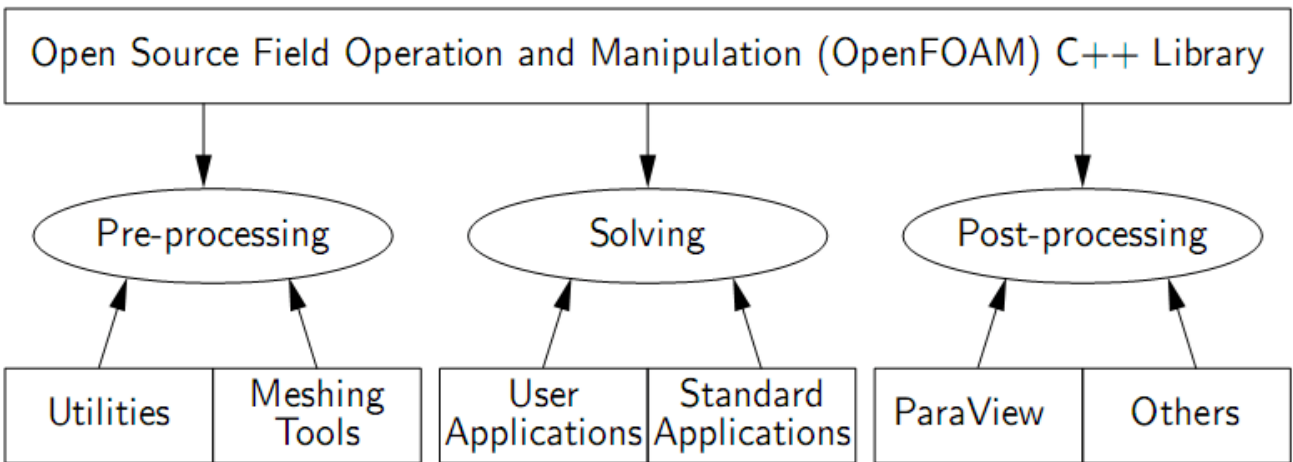 Open Source Field Operation and Manipulation (OpenFOAM) C++ Library
Pre-processing
Solving
Post-processing
Utilities
Meshing
Tools
User
Applications
Standard
Applications
ParaView
Others